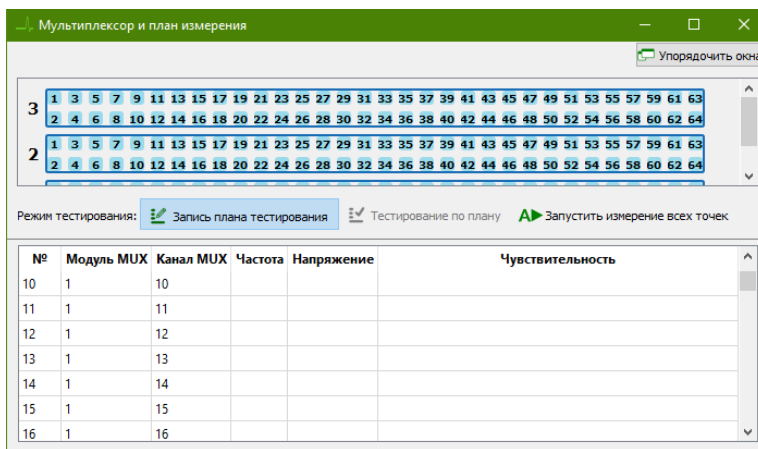 Мультиплексор и план измерения
Упорядочить окна
3
1 3 5 7 9 11 13 15 17 19 21 23 25 27 29 31 33 35 37 39 41 43 45 47 49 51 53 55 57 59 61 63
2 4 6 8 10 12 14 16 18 20 22 24 26 28 30 32 34 36 38 40 42 44 46 48 50 52 54 56 58 60 62 64
2
1 3 5 7 9 11 13 15 17 19 21 23 25 27 29 31 33 35 37 39 41 43 45 47 49 51 53 55 57 59 61 63
2 4 6 8 10 12 14 16 18 20 22 24 26 28 30 32 34 36 38 40 42 44 46 48 50 52 54 56 58 60 62 64
Режим тестирования: Запись плана тестирования Тестирование по плану A Запустить измерение всех точек
№ Модуль MUX Канал MUX Частота Напряжение Чувствительность
10 1 10
11 1 11
12 1 12
13 1 13
14 1 14
15 1 15
16 1 16